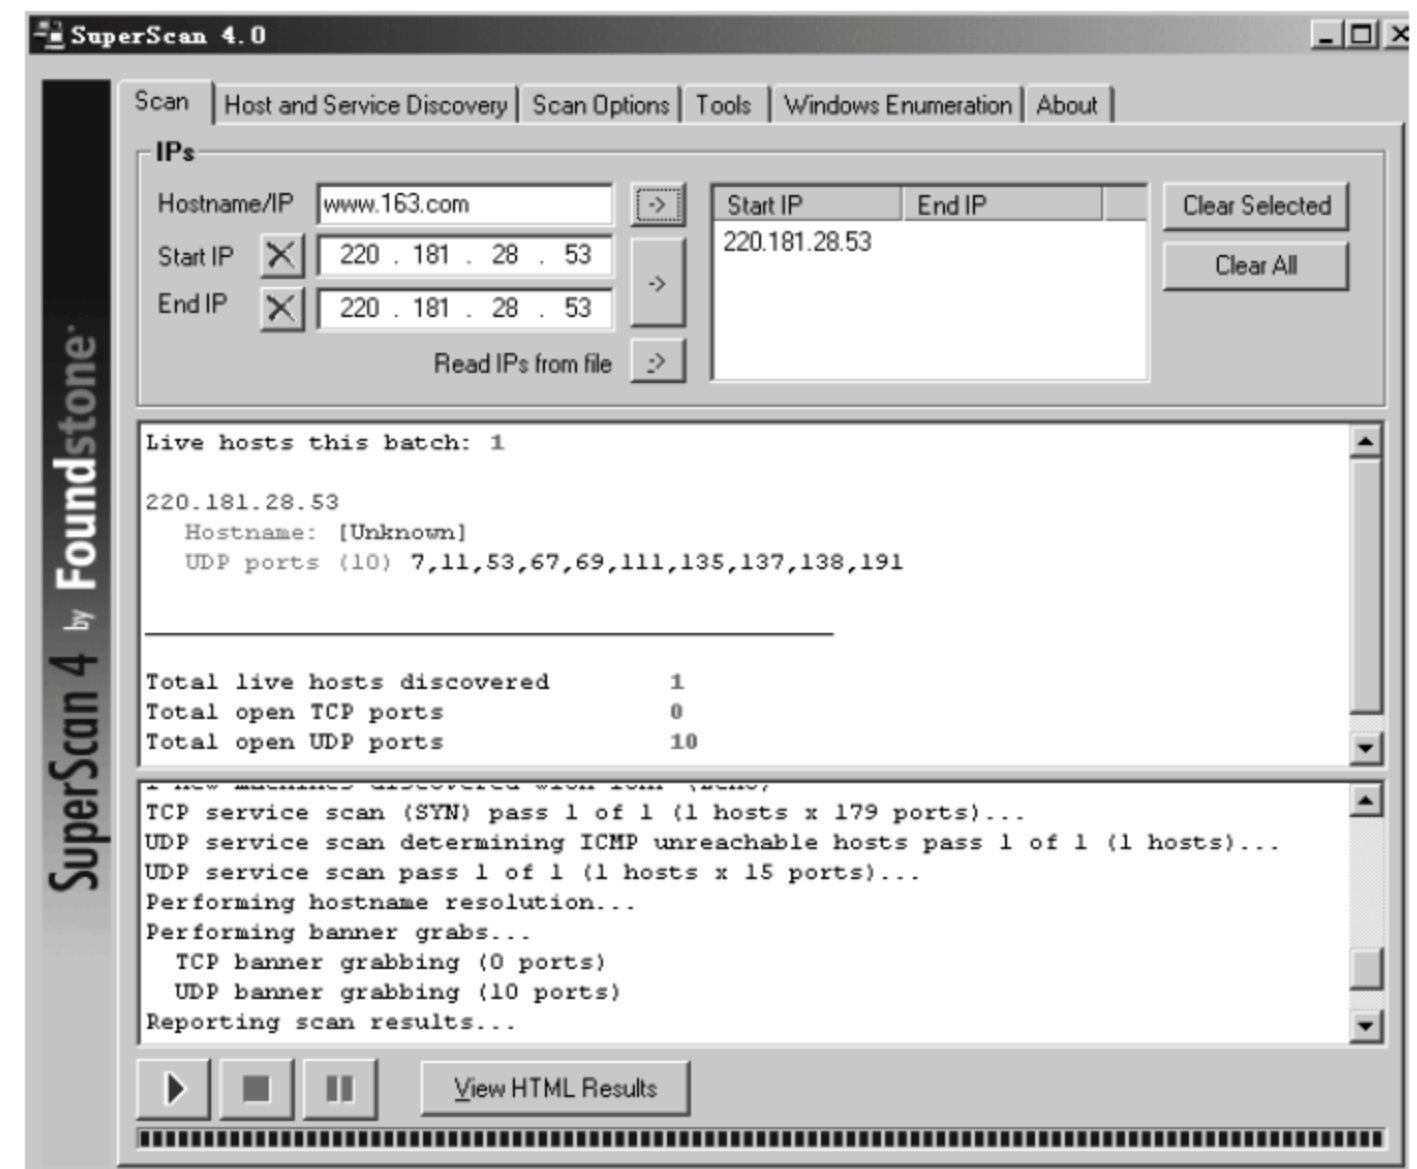 SuperScan 4.0
Scan Host and Service Discovery Scan Options Tools Windows Enumeration About
IPs
Hostname/IP www.163.com -> Start IP End IP Clear Selected
Start IP 220 . 181 . 28 . 53 220.181.28.53 Clear All
End IP 220 . 181 . 28 . 53 ->
Read IPs from file ->
Live hosts this batch: 1
220.181.28.53
Hostname: [Unknown]
UDP ports (10) 7,11,53,67,69,111,135,137,138,191
Total live hosts discovered 1
Total open TCP ports 0
Total open UDP ports 10
TCP service scan (SYN) pass 1 of 1 (1 hosts x 179 ports)...
UDP service scan determining ICMP unreachable hosts pass 1 of 1 (1 hosts)...
UDP service scan pass 1 of 1 (1 hosts x 15 ports)...
Performing hostname resolution...
Performing banner grabs...
TCP banner grabbing (0 ports)
UDP banner grabbing (10 ports)
Reporting scan results...
View HTML Results
SuperScan 4 by Foundstone